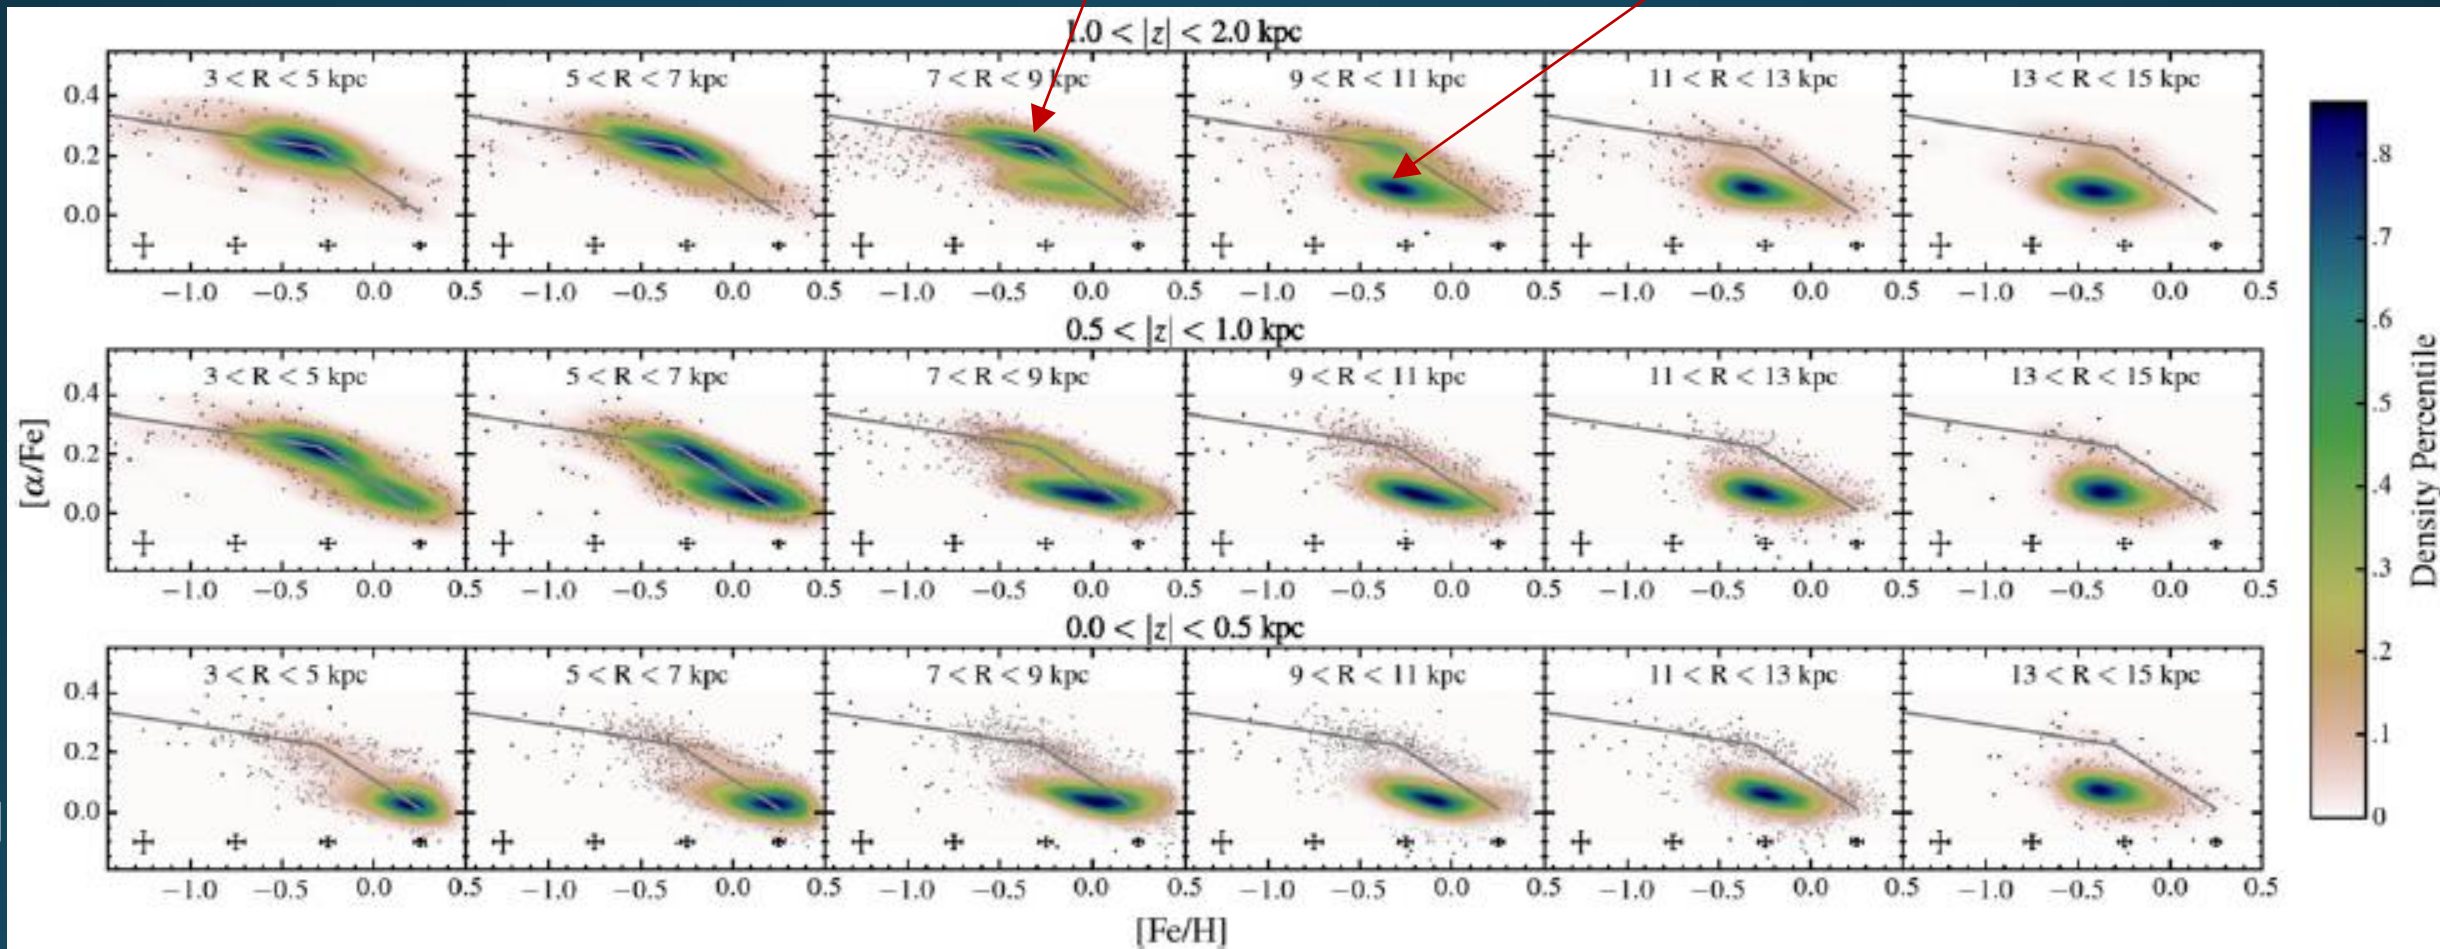 1.0 < |z| < 2.0 kpc
3 < R < 5 kpc 5 < R < 7 kpc 7 < R < 9 kpc 9 < R < 11 kpc 11 < R < 13 kpc 13 < R < 15 kpc
0.4
0.2
0.0
−1.0 −0.5 0.0 0.5 −1.0 −0.5 0.0 0.5 −1.0 −0.5 0.0 0.5 −1.0 −0.5 0.0 0.5 −1.0 −0.5 0.0 0.5 −1.0 −0.5 0.0 0.5
0.5 < |z| < 1.0 kpc
3 < R < 5 kpc 5 < R < 7 kpc 7 < R < 9 kpc 9 < R < 11 kpc 11 < R < 13 kpc 13 < R < 15 kpc
0.4
0.2
0.0
[α/Fe]
−1.0 −0.5 0.0 0.5 −1.0 −0.5 0.0 0.5 −1.0 −0.5 0.0 0.5 −1.0 −0.5 0.0 0.5 −1.0 −0.5 0.0 0.5 −1.0 −0.5 0.0 0.5
0.0 < |z| < 0.5 kpc
3 < R < 5 kpc 5 < R < 7 kpc 7 < R < 9 kpc 9 < R < 11 kpc 11 < R < 13 kpc 13 < R < 15 kpc
0.4
0.2
0.0
−1.0 −0.5 0.0 0.5 −1.0 −0.5 0.0 0.5 −1.0 −0.5 0.0 0.5 −1.0 −0.5 0.0 0.5 −1.0 −0.5 0.0 0.5 −1.0 −0.5 0.0 0.5
[Fe/H]
.8
.7
.6
.5
.4
.3
.2
.1
0
Density Percentile